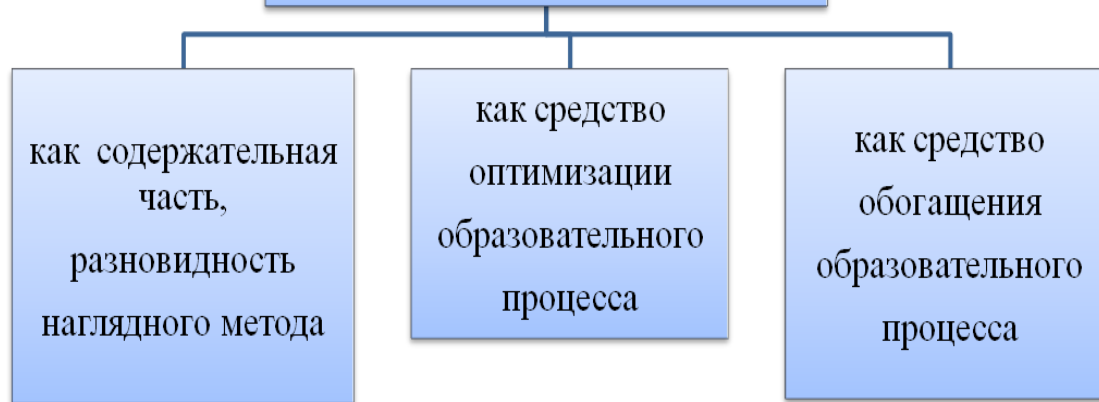 как содержательная
часть,
разновидность
наглядного метода
как средство
оптимизации
образовательного
процесса
как средство
обогащения
образовательного
процесса